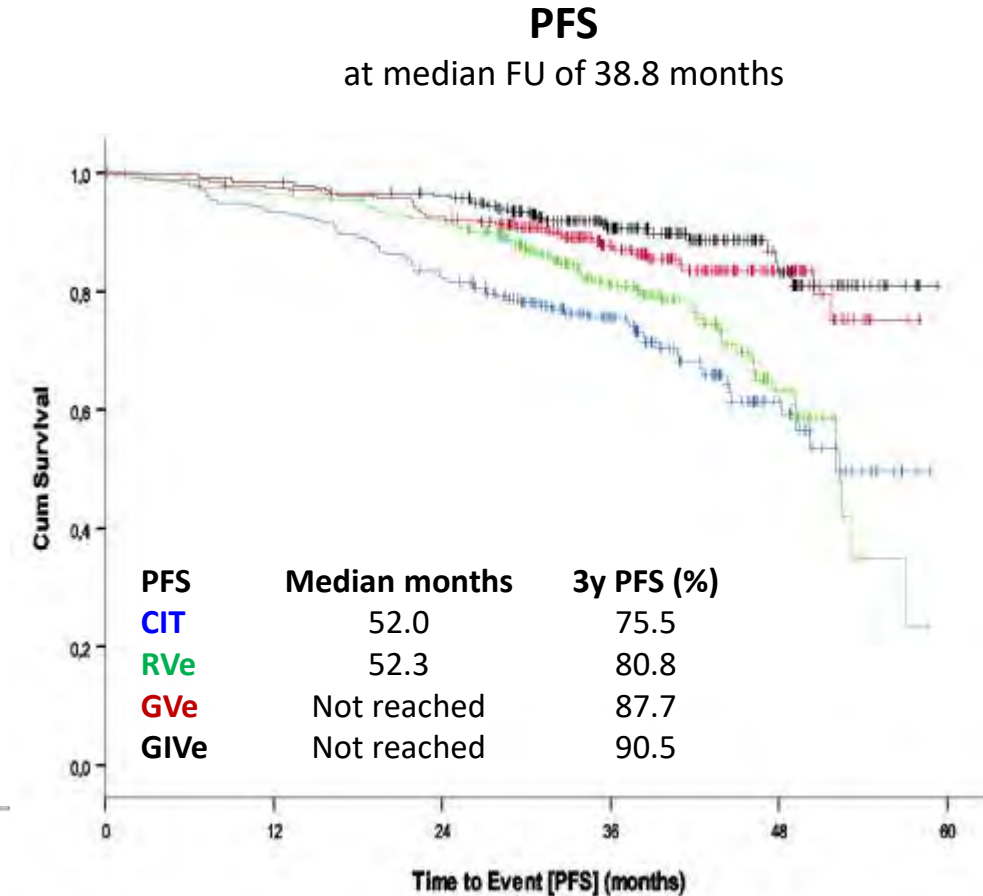 PFS
at median FU of 38.8 months
1,0
0,8
0,6
0,4
0,2
0,0
Cum Survival
PFS Median months 3y PFS (%)
CIT 52.0 75.5
RVe 52.3 80.8
GVe Not reached 87.7
GIVe Not reached 90.5
0 12 24 36 48 60
Time to Event [PFS] (months)